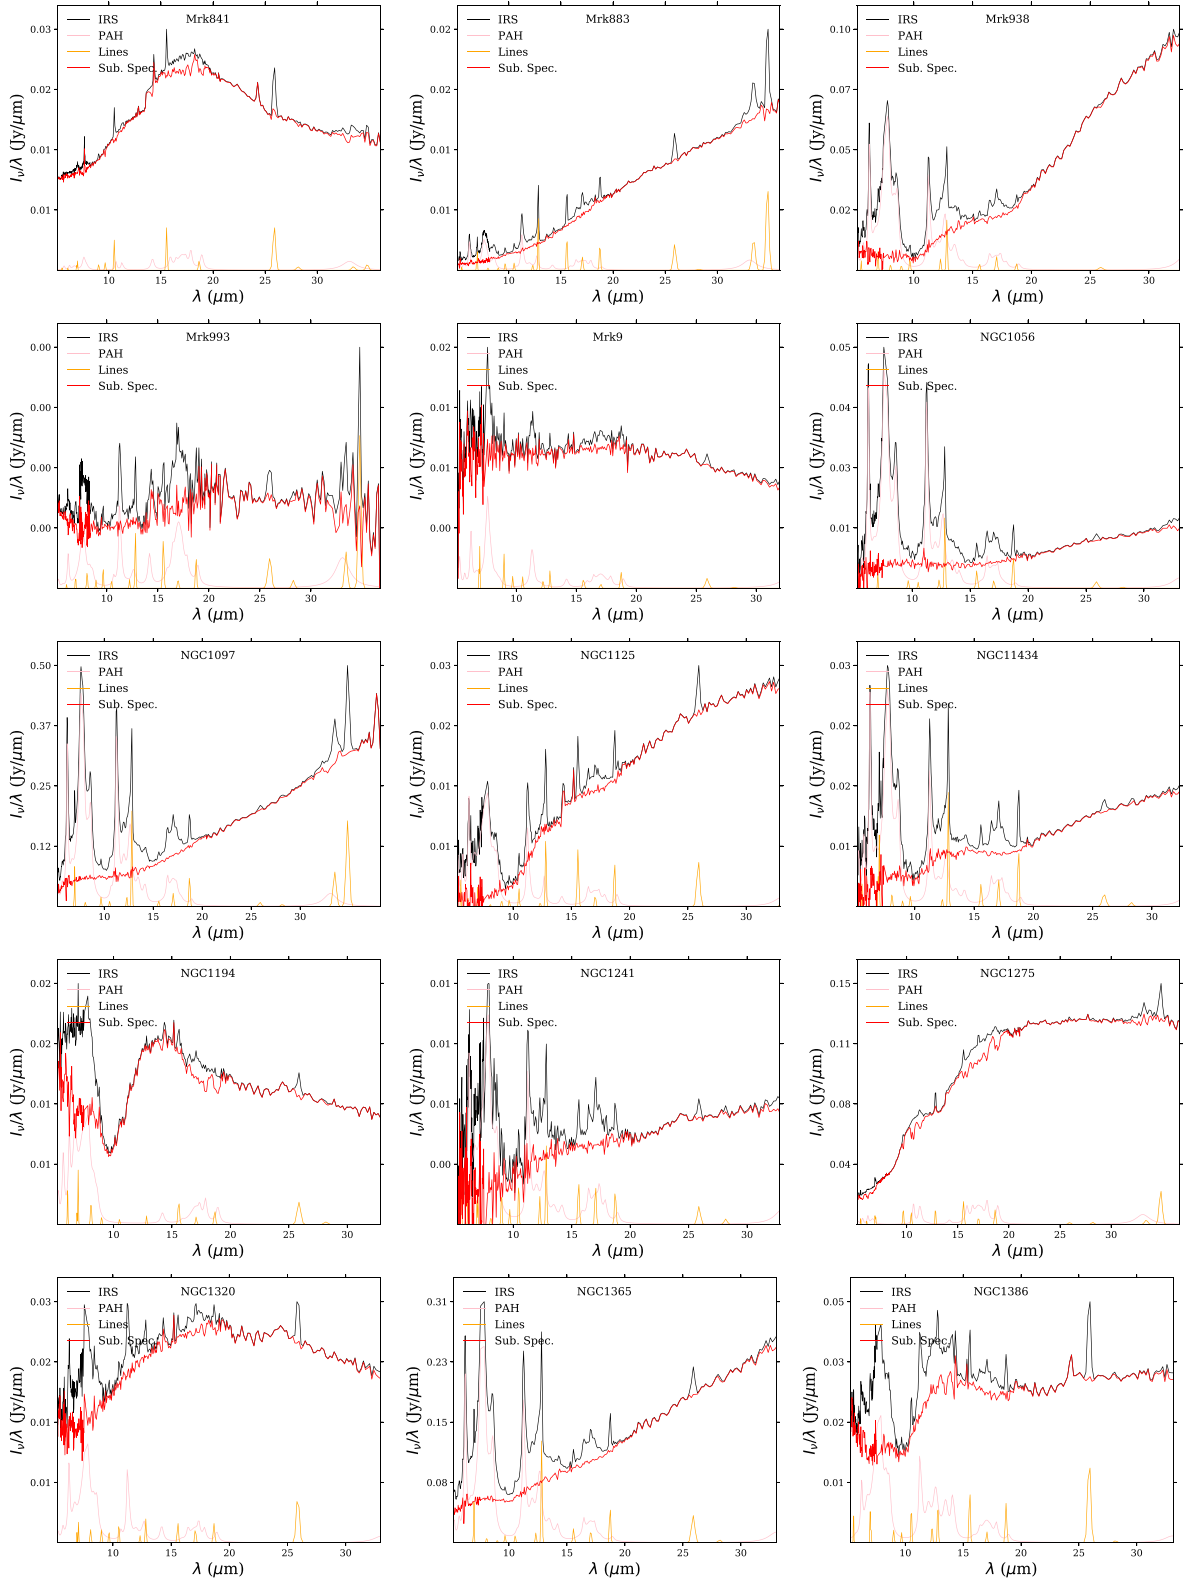 Mrk841
IRS
PAH
Lines
Sub. Spec.
0.03
0.02
0.01
0.01
I_ν/λ (Jy/μm)
10 15 20 25 30
λ (μm)
Mrk883
IRS
PAH
Lines
Sub. Spec.
0.02
0.02
0.01
0.01
I_ν/λ (Jy/μm)
10 15 20 25 30 35
λ (μm)
Mrk938
IRS
PAH
Lines
Sub. Spec.
0.10
0.07
0.05
0.02
I_ν/λ (Jy/μm)
10 15 20 25 30
λ (μm)
Mrk993
IRS
PAH
Lines
Sub. Spec.
0.00
0.00
0.00
0.00
I_ν/λ (Jy/μm)
10 15 20 25 30
λ (μm)
Mrk9
IRS
PAH
Lines
Sub. Spec.
0.02
0.01
0.01
0.00
I_ν/λ (Jy/μm)
10 15 20 25 30
λ (μm)
NGC1056
IRS
PAH
Lines
Sub. Spec.
0.05
0.04
0.03
0.01
I_ν/λ (Jy/μm)
10 15 20 25 30
λ (μm)
NGC1097
IRS
PAH
Lines
Sub. Spec.
0.50
0.37
0.25
0.12
I_ν/λ (Jy/μm)
10 15 20 25 30
λ (μm)
NGC1125
IRS
PAH
Lines
Sub. Spec.
0.03
0.02
0.01
0.01
I_ν/λ (Jy/μm)
10 15 20 25 30
λ (μm)
NGC11434
IRS
PAH
Lines
Sub. Spec.
0.03
0.02
0.02
0.01
I_ν/λ (Jy/μm)
10 15 20 25 30
λ (μm)
NGC1194
IRS
PAH
Lines
Sub. Spec.
0.02
0.02
0.01
0.01
I_ν/λ (Jy/μm)
10 15 20 25 30
λ (μm)
NGC1241
IRS
PAH
Lines
Sub. Spec.
0.01
0.01
0.01
0.00
I_ν/λ (Jy/μm)
10 15 20 25 30
λ (μm)
NGC1275
IRS
PAH
Lines
Sub. Spec.
0.15
0.11
0.08
0.04
I_ν/λ (Jy/μm)
10 15 20 25 30 35
λ (μm)
NGC1320
IRS
PAH
Lines
Sub. Spec.
0.03
0.02
0.01
0.01
I_ν/λ (Jy/μm)
10 15 20 25 30
λ (μm)
NGC1365
IRS
PAH
Lines
Sub. Spec.
0.31
0.23
0.15
0.08
I_ν/λ (Jy/μm)
10 15 20 25 30
λ (μm)
NGC1386
IRS
PAH
Lines
Sub. Spec.
0.05
0.03
0.02
0.01
I_ν/λ (Jy/μm)
10 15 20 25 30
λ (μm)